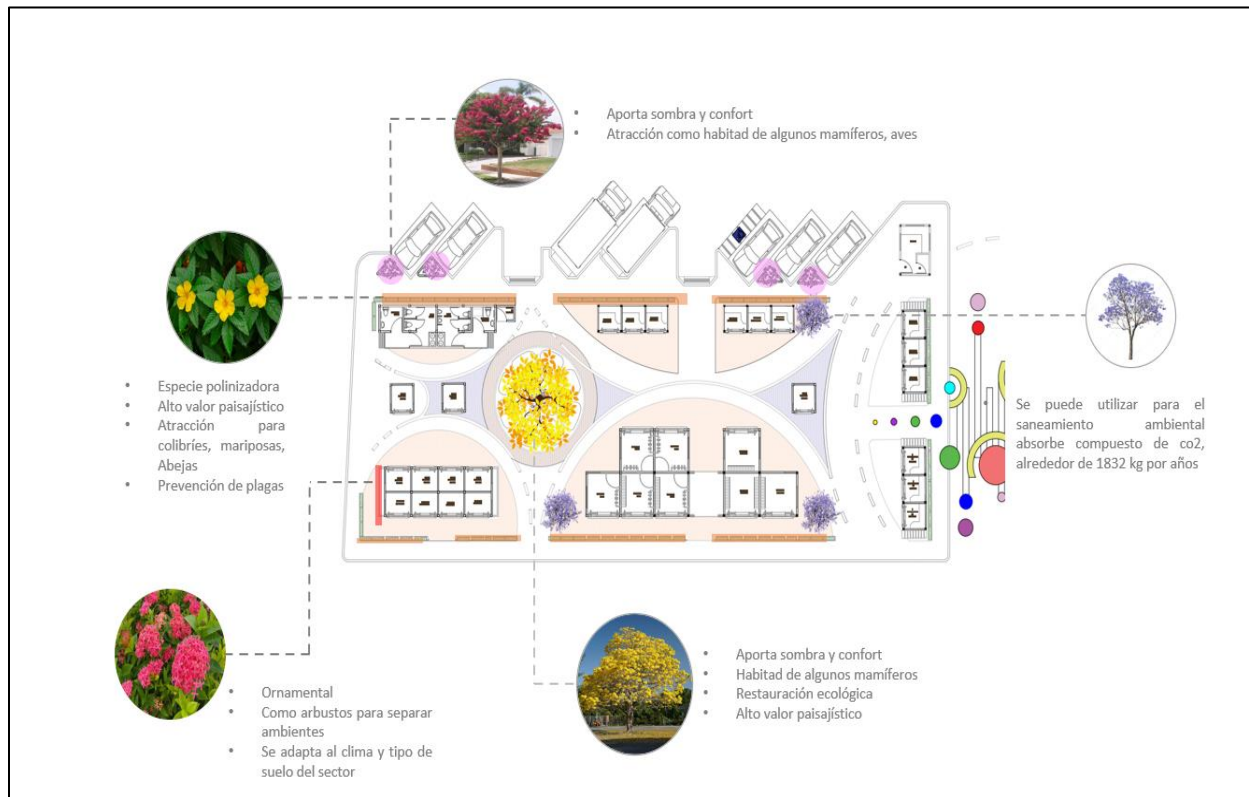 • Aporta sombra y confort
• Atracción como habitad de algunos mamíferos, aves
• Especie polinizadora
• Alto valor paisajístico
• Atracción para
colibríes, mariposas,
Abejas
• Prevención de plagas
Se puede utilizar para el
saneamiento ambiental
absorbe compuesto de co2,
alrededor de 1832 kg por años
• Ornamental
• Como arbustos para separar
ambientes
• Se adapta al clima y tipo de
suelo del sector
• Aporta sombra y confort
• Habitad de algunos mamíferos
• Restauración ecológica
• Alto valor paisajístico